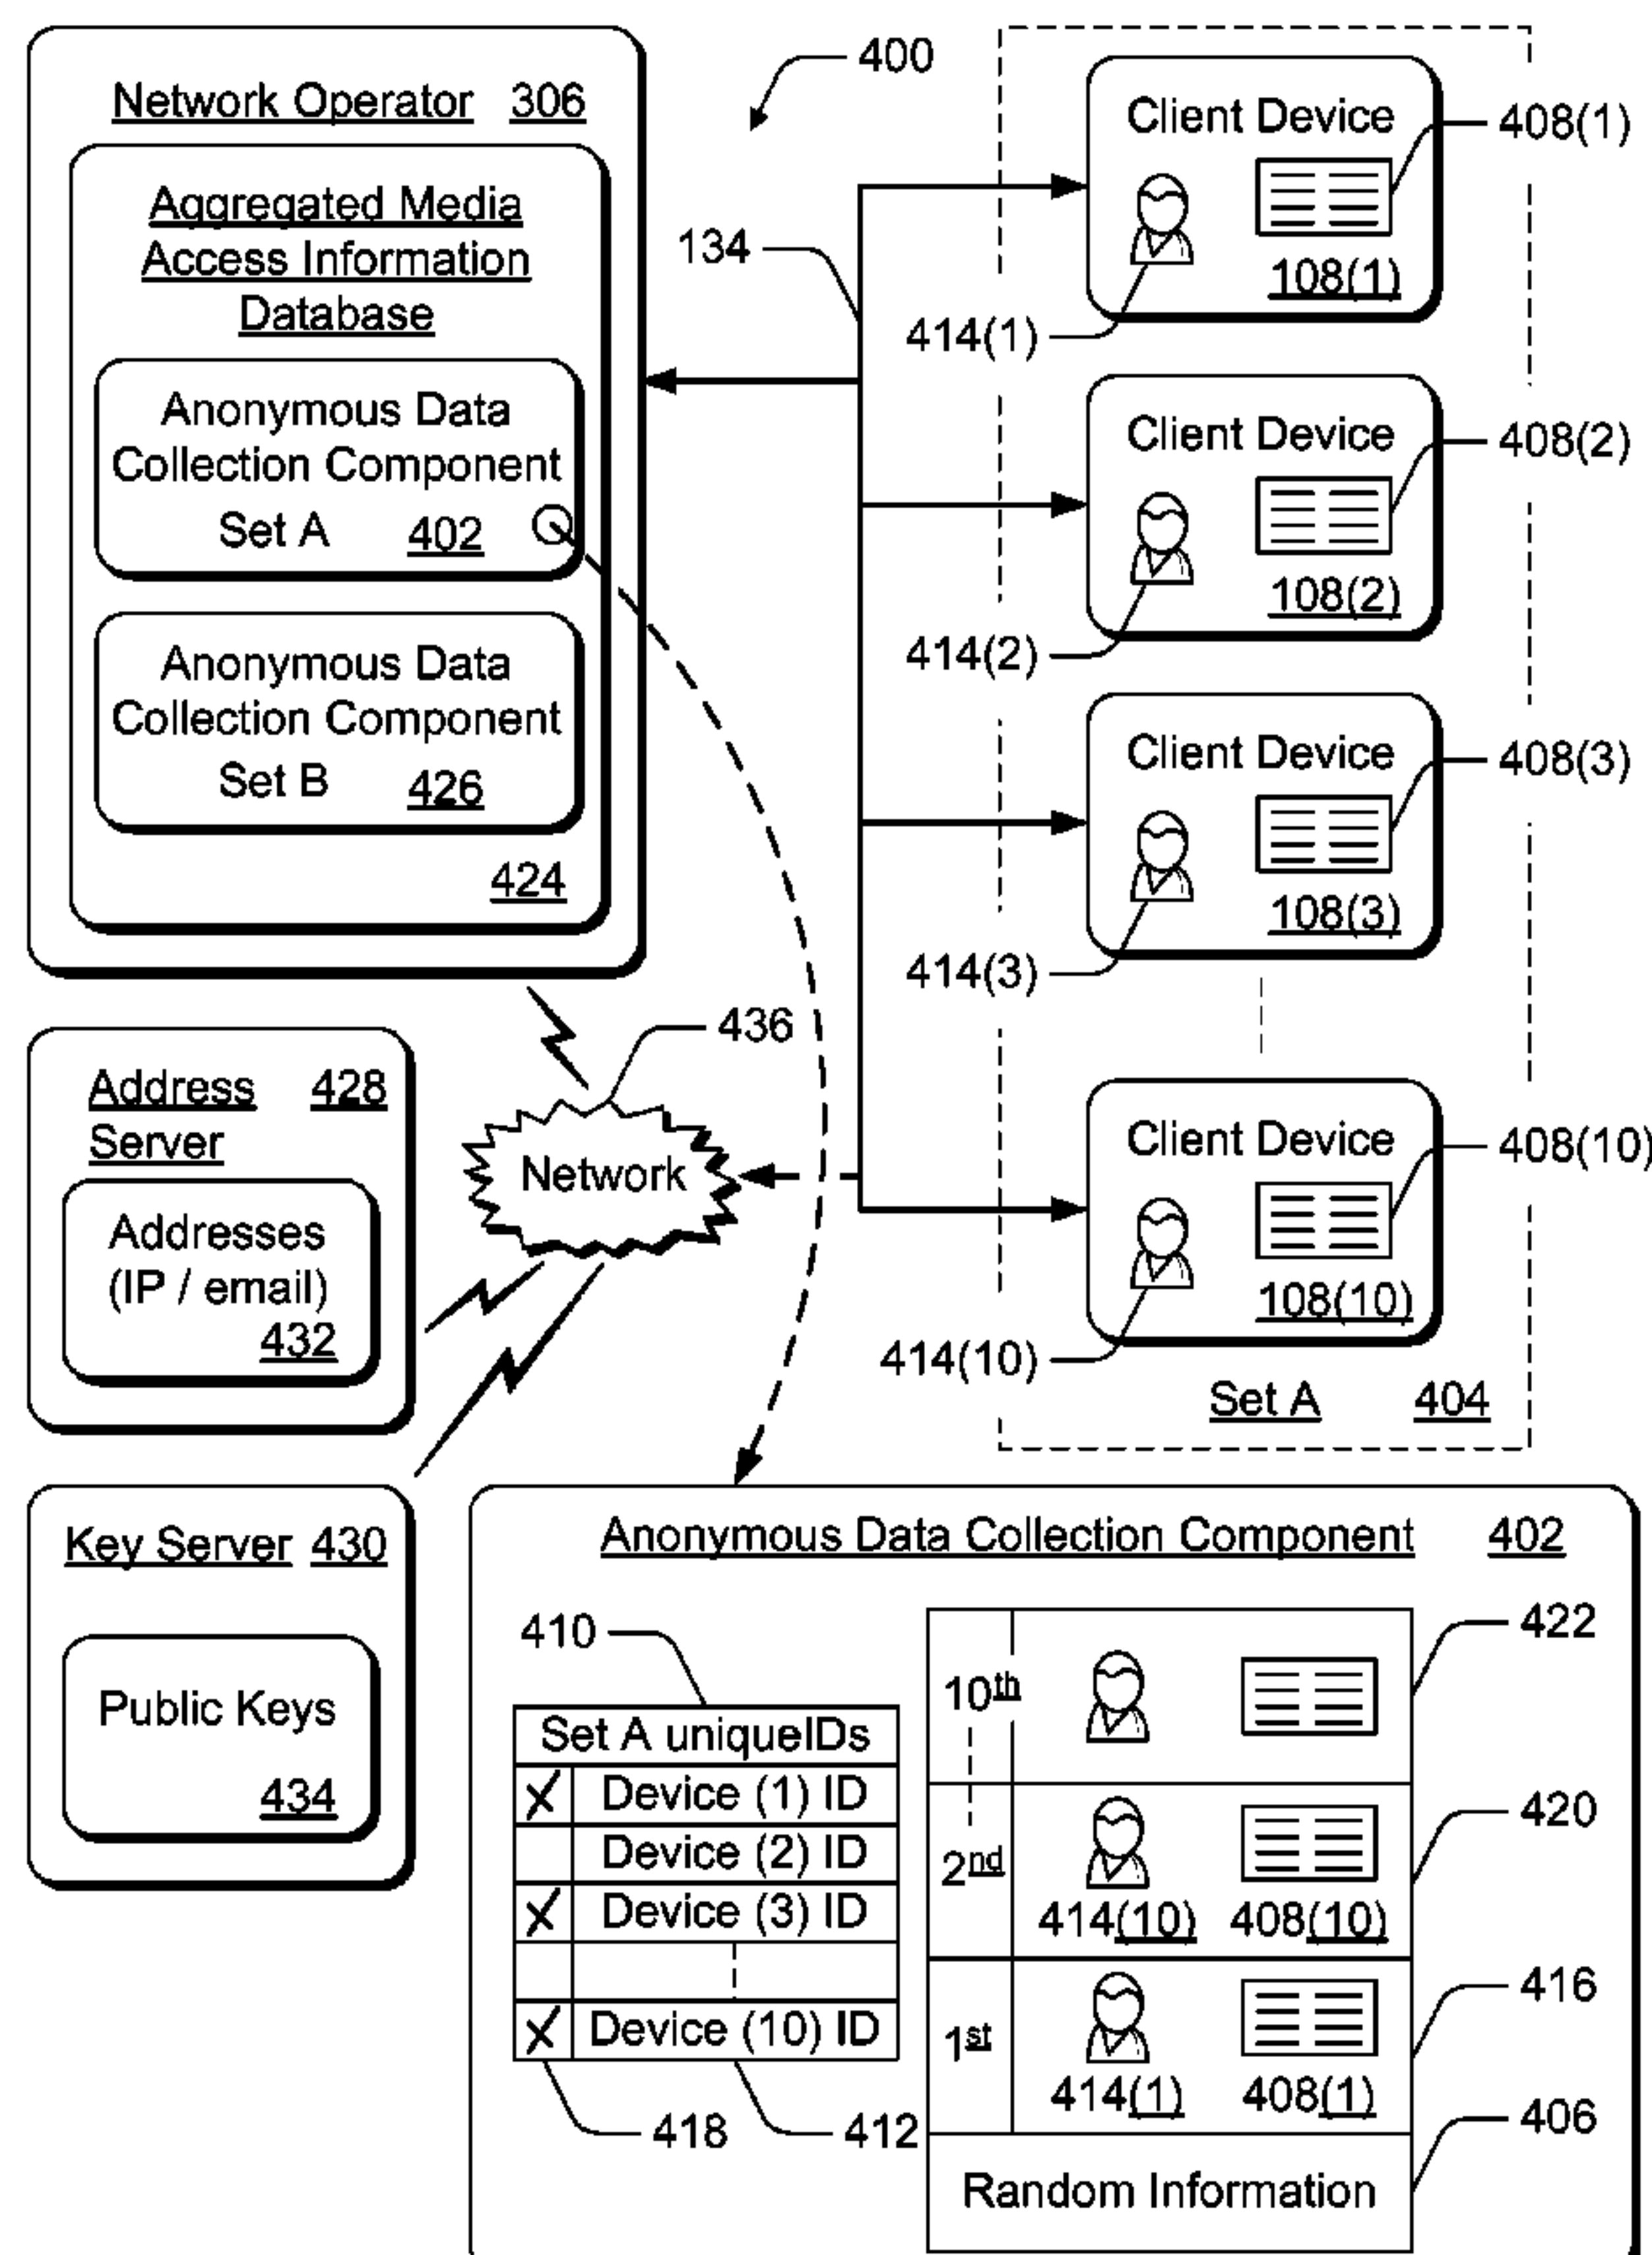 Network Operator 306
Aggregated Media
Access Information
Database
Anonymous Data
Collection Component
Set A 402
Anonymous Data
Collection Component
Set B 426
424
400
134
Client Device
408(1)
108(1)
414(1)
Client Device
408(2)
108(2)
414(2)
Client Device
408(3)
108(3)
414(3)
Client Device
408(10)
108(10)
414(10)
Set A 404
436
Network
Address 428
Server
Addresses
(IP / email)
432
Key Server 430
Public Keys
434
Anonymous Data Collection Component 402
410
Set A uniqueIDs
X Device (1) ID
Device (2) ID
X Device (3) ID
X Device (10) ID
418 412
10th
422
2nd
414(10) 408(10)
420
1st
414(1) 408(1)
416
Random Information
406